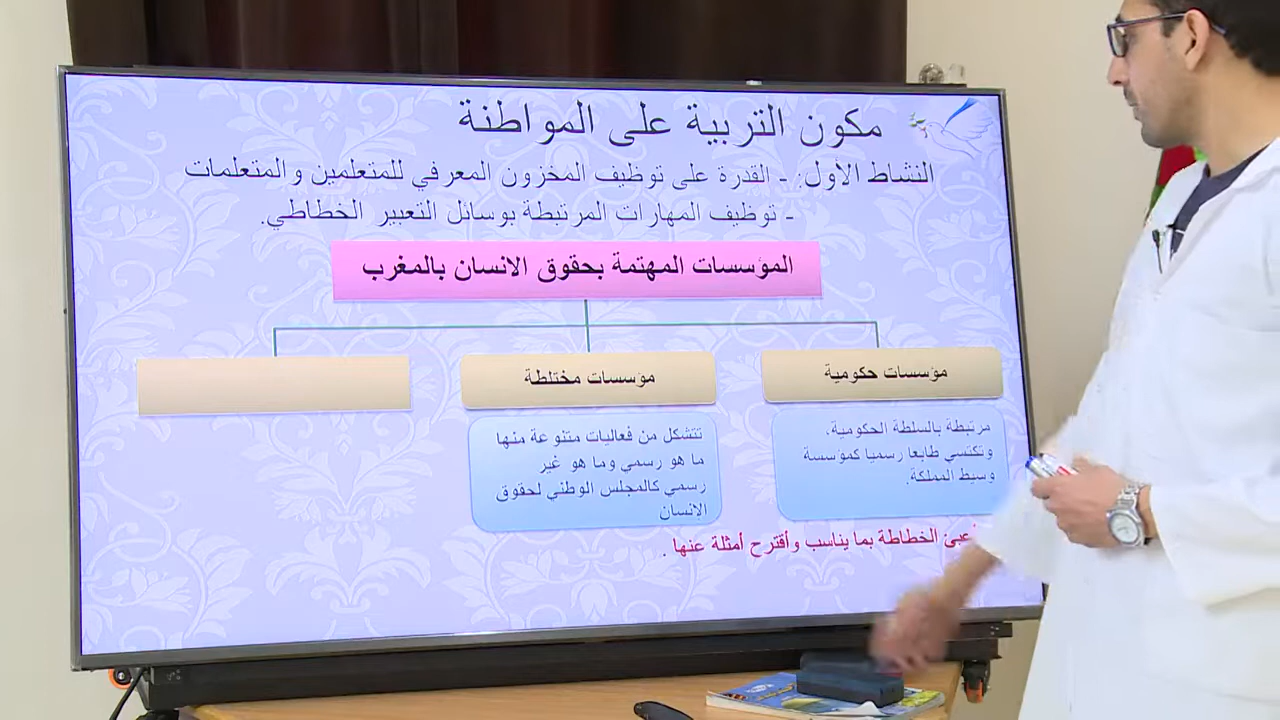 مكون التربية على المواطنة
النشاط الأول: - القدرة على توظيف المخزون المعرفي للمتعلمين والمتعلمات
- توظيف المهارات المرتبطة بوسائل التعبير الخطاطي.
المؤسسات المهتمة بحقوق الانسان بالمغرب
مؤسسات حكومية
مرتبطة بالسلطة الحكومية،
وتكتسي طابعا رسميا كمؤسسة
وسيط المملكة.
مؤسسات مختلطة
تتشكل من فعاليات متنوعة منها
ما هو رسمي وما هو غير
رسمي كالمجلس الوطني لحقوق
الإنسان
الخطاطة بما يناسب وأقترح أمثلة عنها .